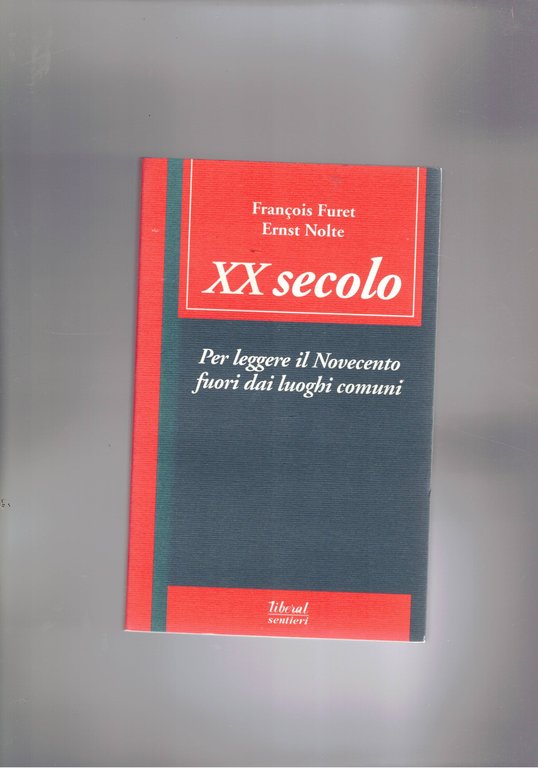 François Furet
Ernst Nolte
XX secolo
Per leggere il Novecento
fuori dai luoghi comuni
liberal
sentieri